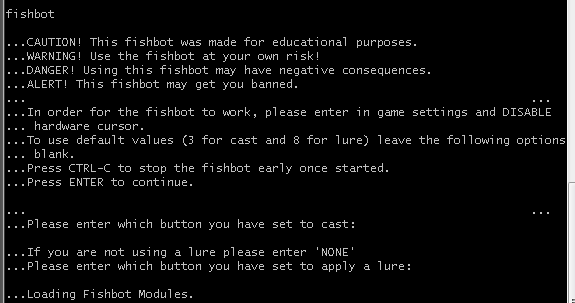 fishbot
...CAUTION! This fishbot was made for educational purposes.
...WARNING! Use the fishbot at your own risk!
...DANGER! Using this fishbot may have negative consequences.
...ALERT! This fishbot may get you banned.
... ...
...In order for the fishbot to work, please enter in game settings and DISABLE
... hardware cursor.
...To use default values (3 for cast and 8 for lure) leave the following options
... blank.
...Press CTRL-C to stop the fishbot early once started.
...Press ENTER to continue.
... ...
...Please enter which button you have set to cast:
...If you are not using a lure please enter 'NONE'
...Please enter which button you have set to apply a lure:
...Loading Fishbot Modules.